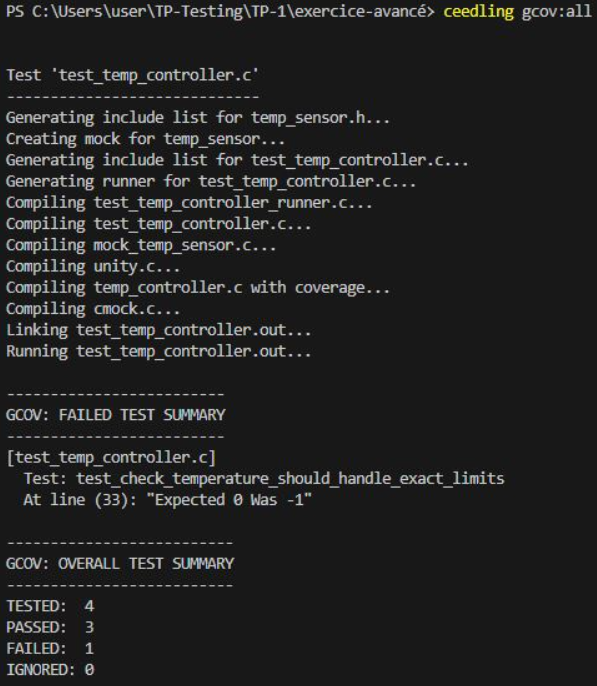 PS C:\Users\user\TP-Testing\TP-1\exercice-avancé> ceedling gcov:all
Test 'test_temp_controller.c'
-----------------------------
Generating include list for temp_sensor.h...
Creating mock for temp_sensor...
Generating include list for test_temp_controller.c...
Generating runner for test_temp_controller.c...
Compiling test_temp_controller_runner.c...
Compiling test_temp_controller.c...
Compiling mock_temp_sensor.c...
Compiling unity.c...
Compiling temp_controller.c with coverage...
Compiling cmock.c...
Linking test_temp_controller.out...
Running test_temp_controller.out...
-------------------------
GCOV: FAILED TEST SUMMARY
-------------------------
[test_temp_controller.c]
  Test: test_check_temperature_should_handle_exact_limits
  At line (33): "Expected 0 Was -1"
--------------------------
GCOV: OVERALL TEST SUMMARY
--------------------------
TESTED:  4
PASSED:  3
FAILED:  1
IGNORED: 0